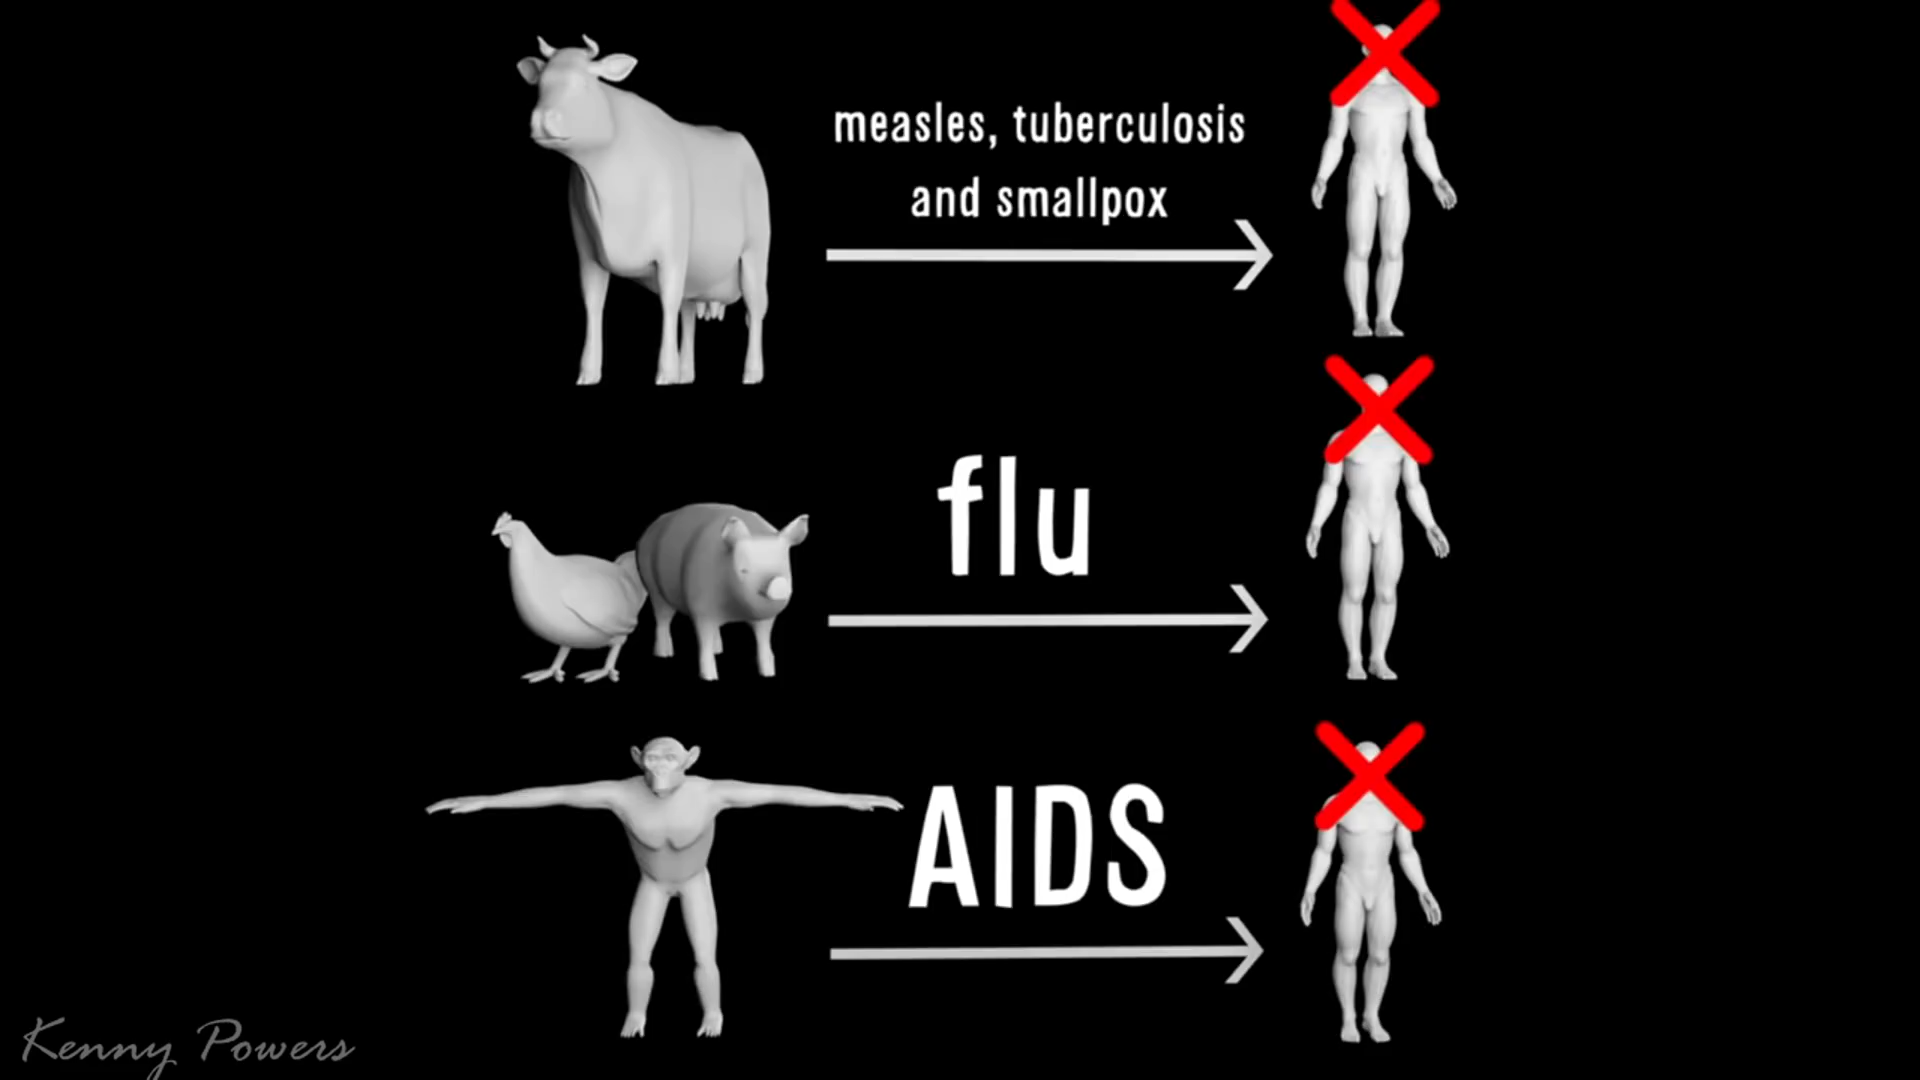 measles, tuberculosis
and smallpox
flu
AIDS
Kenny Powers